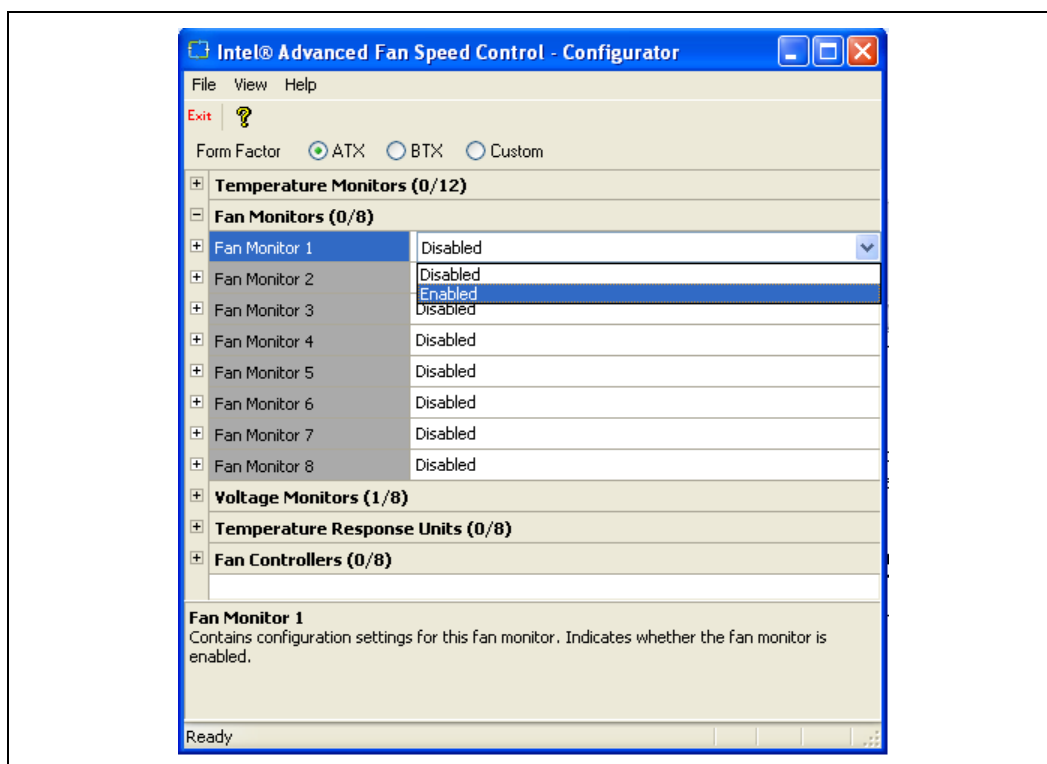 Intel® Advanced Fan Speed Control - Configurator
File View Help
Exit
Form Factor ATX BTX Custom
Temperature Monitors (0/12)
Fan Monitors (0/8)
Fan Monitor 1 Disabled
Disabled
Fan Monitor 2
Enabled
Fan Monitor 3 Disabled
Fan Monitor 4 Disabled
Fan Monitor 5 Disabled
Fan Monitor 6 Disabled
Fan Monitor 7 Disabled
Fan Monitor 8 Disabled
Voltage Monitors (1/8)
Temperature Response Units (0/8)
Fan Controllers (0/8)
Fan Monitor 1
Contains configuration settings for this fan monitor. Indicates whether the fan monitor is
enabled.
Ready